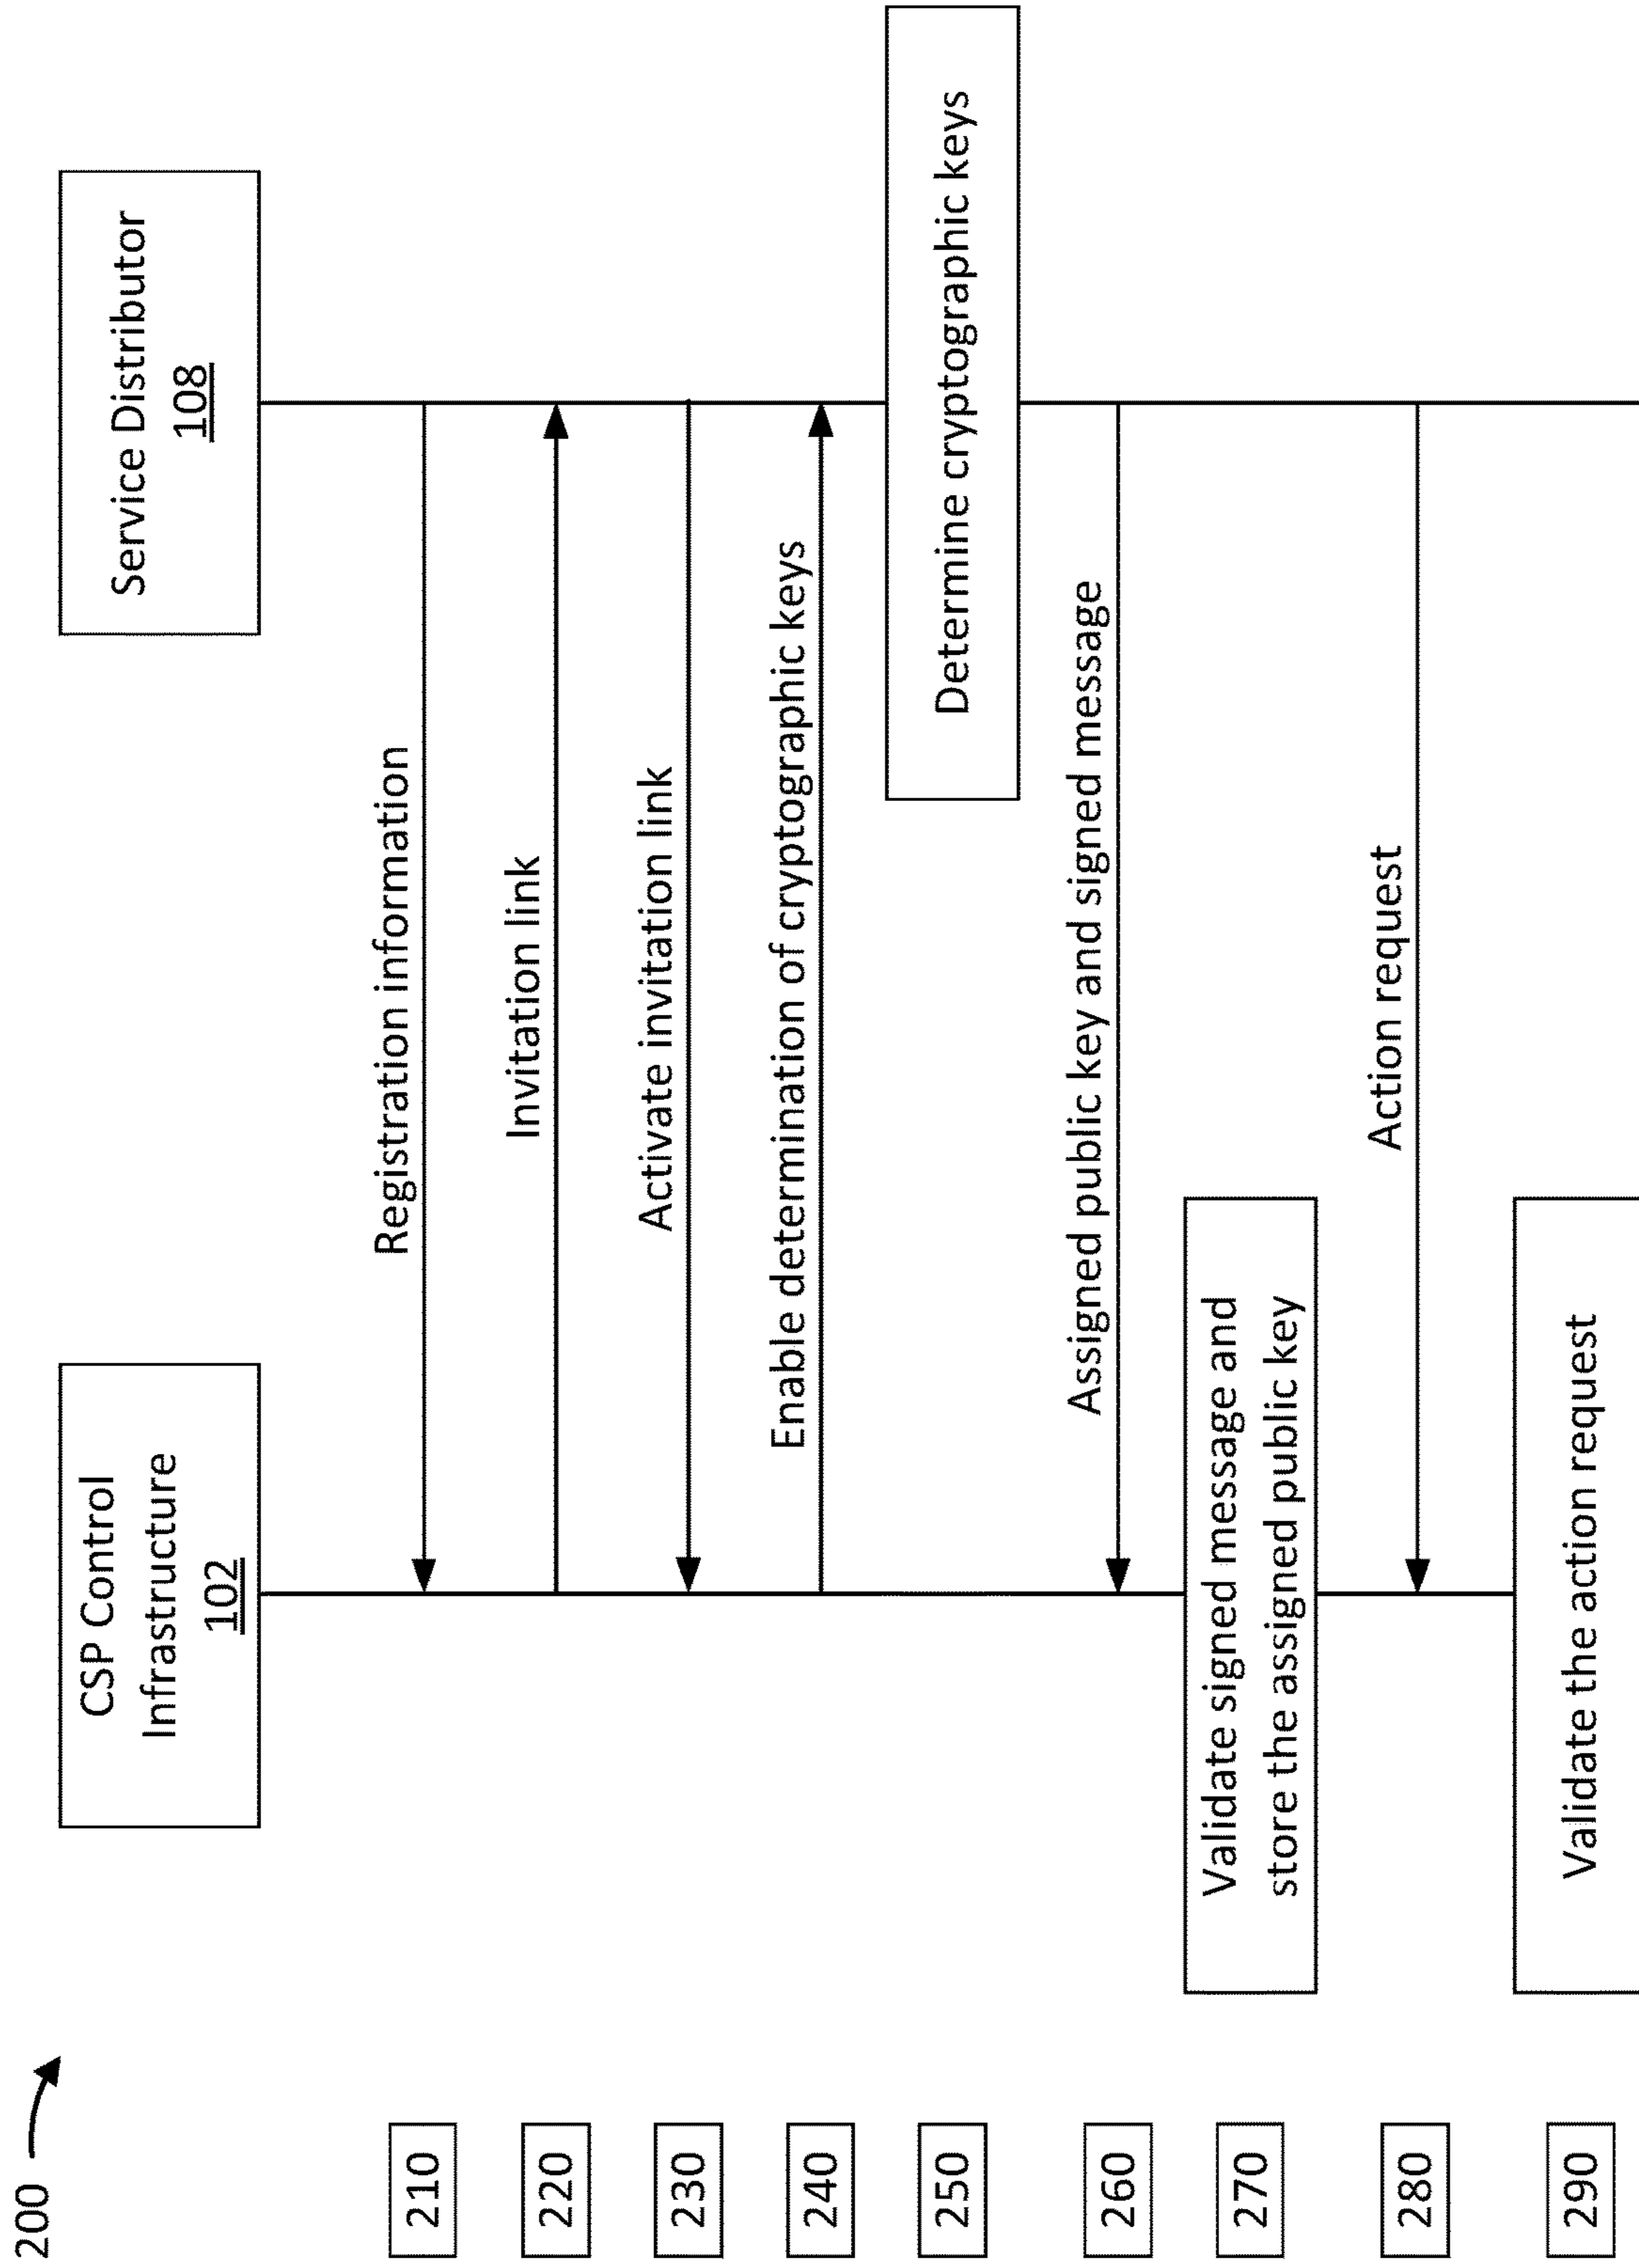 200
CSP Control
Infrastructure
102
Service Distributor
108
210
Registration information
220
Invitation link
230
Activate invitation link
240
Enable determination of cryptographic keys
250
Determine cryptographic keys
260
Assigned public key and signed message
270
Validate signed message and
store the assigned public key
280
Action request
290
Validate the action request